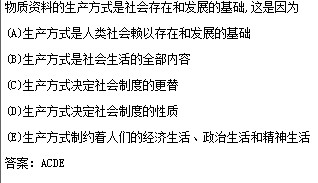 物质资料的生产方式是社会存在和发展的基础,这是因为
(A)生产方式是人类社会赖以存在和发展的基础
(B)生产方式是社会生活的全部内容
(C)生产方式决定社会制度的更替
(D)生产方式决定社会制度的性质
(E)生产方式制约着人们的经济生活、政治生活和精神生活
答案：ACDE